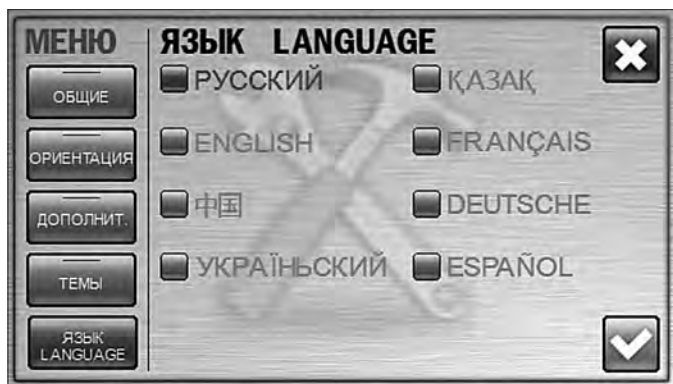 МЕНЮ
ОБЩИЕ
ОРИЕНТАЦИЯ
ДОПОЛНИТ.
ТЕМЫ
ЯЗЫК
LANGUAGE
ЯЗЫК LANGUAGE
РУССКИЙ
ҚАЗАҚ
ENGLISH
FRANÇAIS
中国
DEUTSCHE
УКРАЇНЬСКИЙ
ESPAÑOL